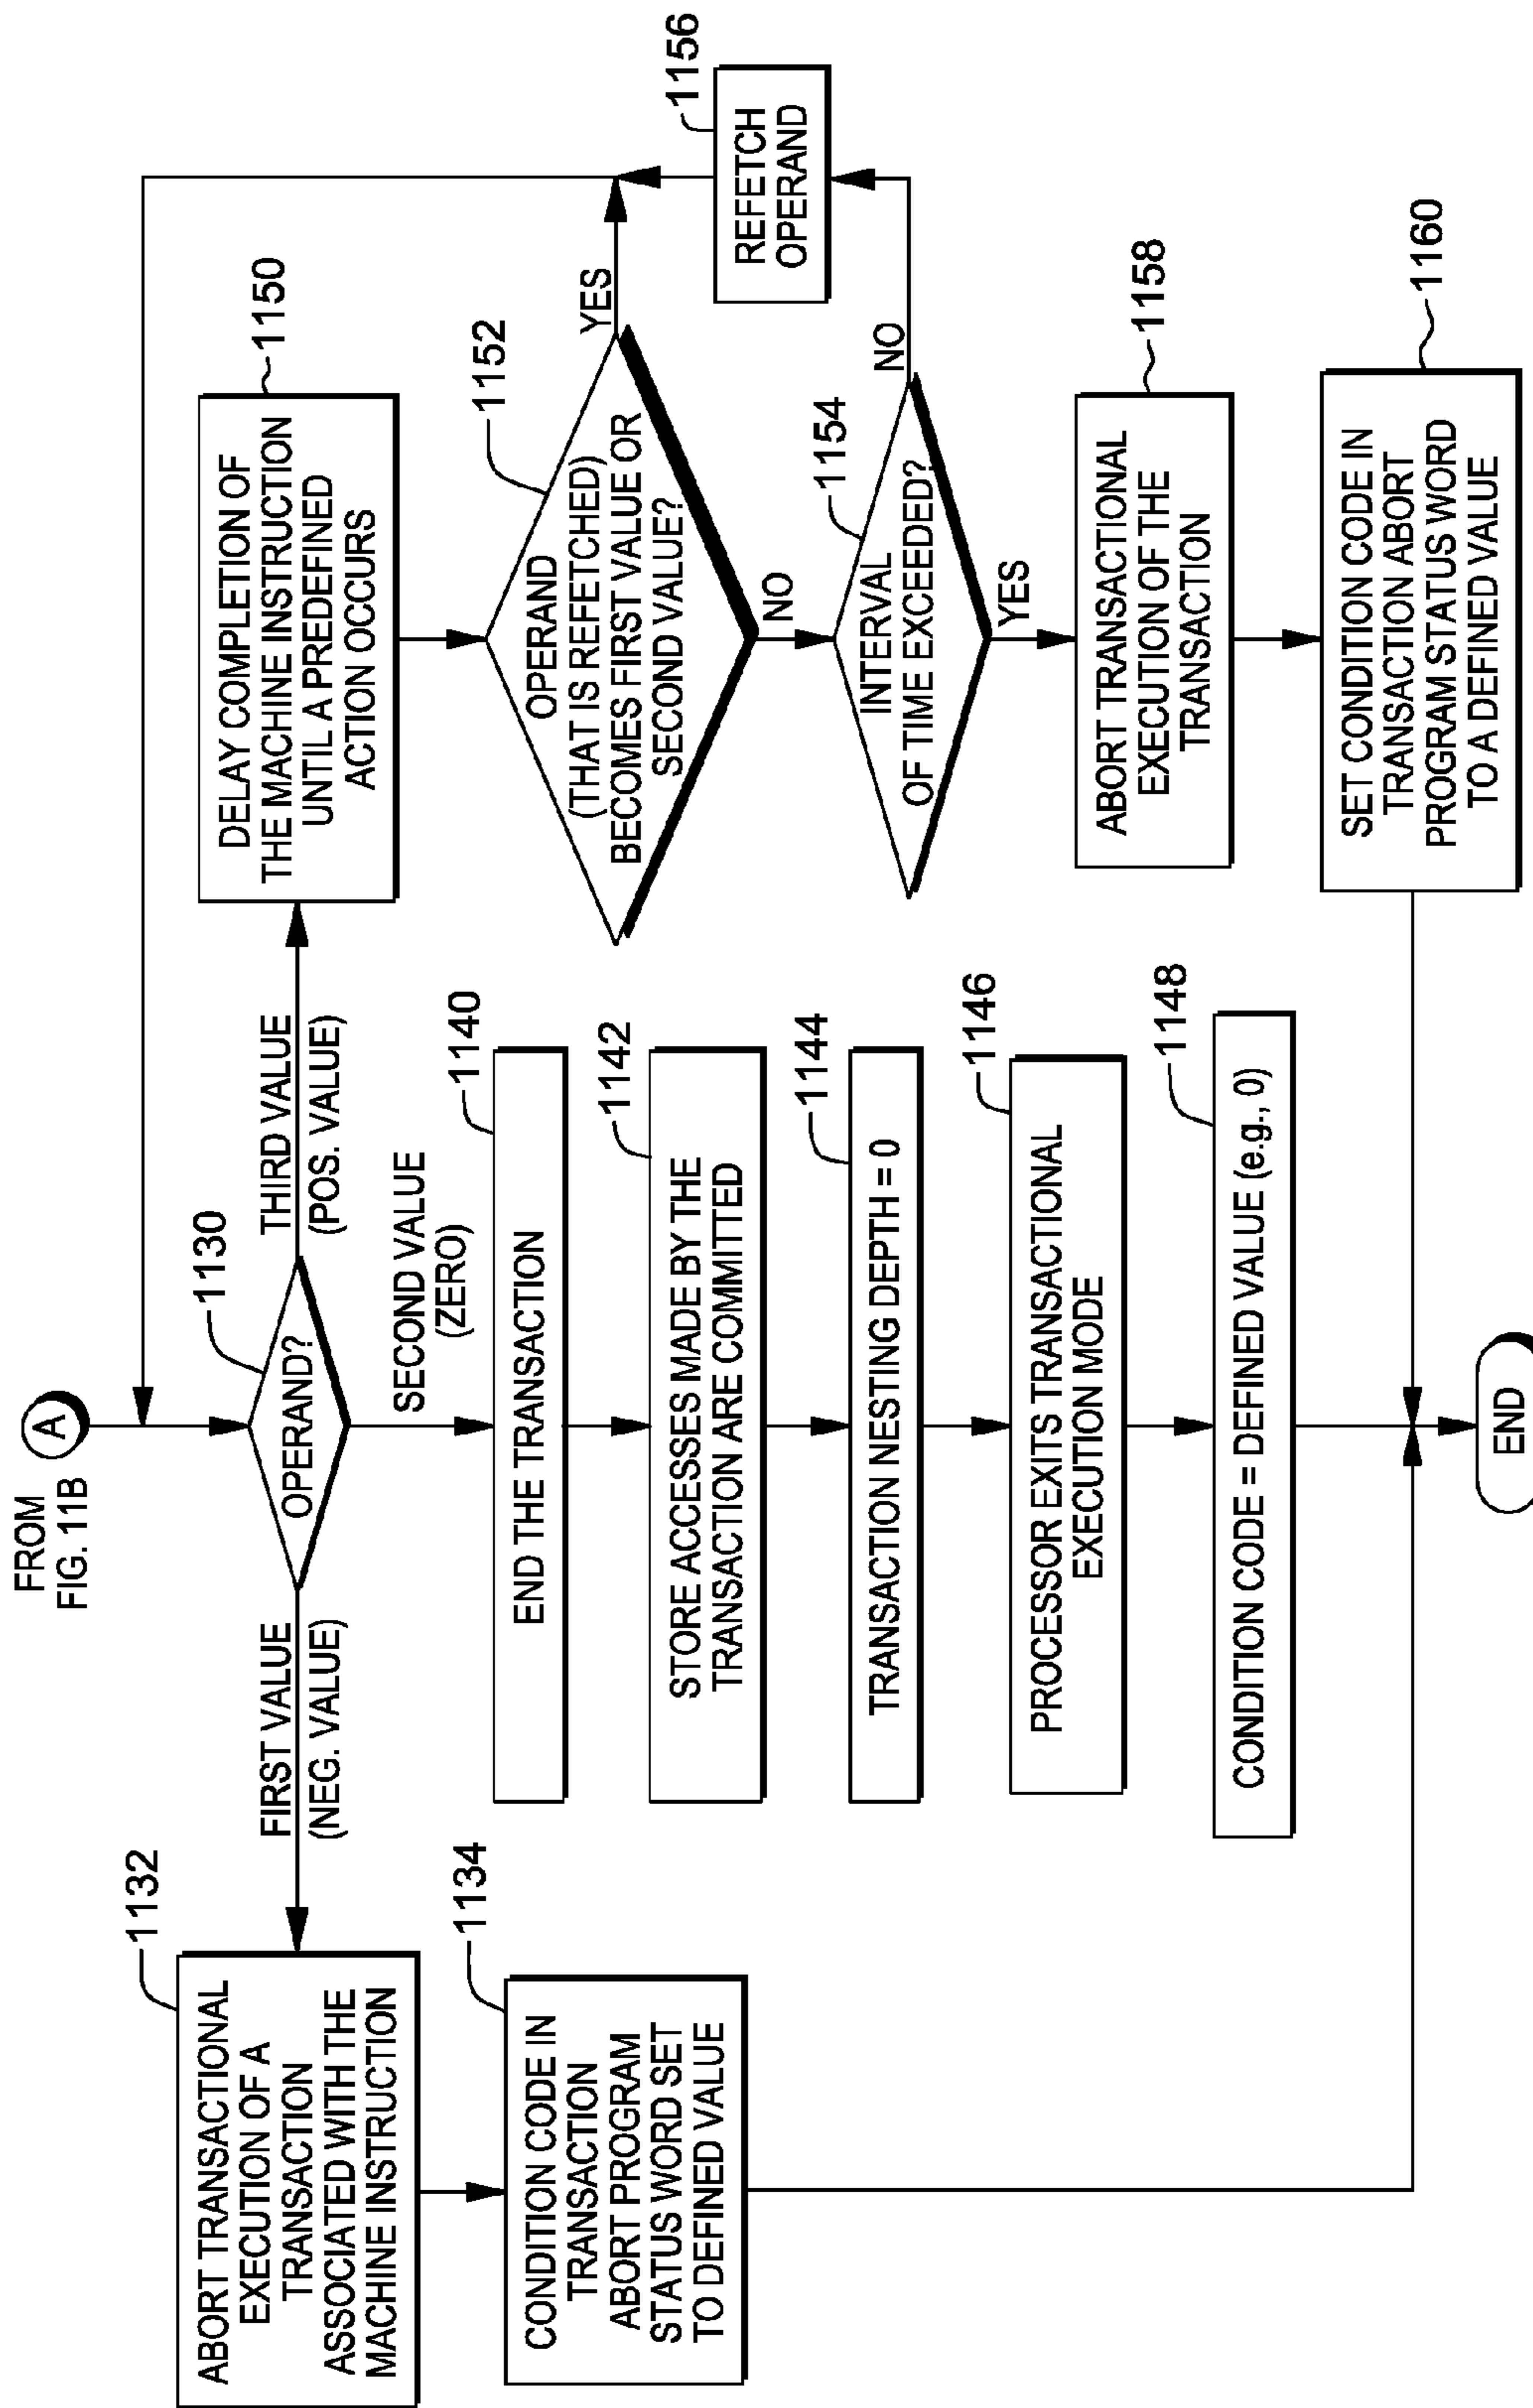 FROM
FIG. 11B
A
1130
OPERAND?
FIRST VALUE
(NEG. VALUE)
1132
ABORT TRANSACTIONAL
EXECUTION OF A
TRANSACTION
ASSOCIATED WITH THE
MACHINE INSTRUCTION
1134
CONDITION CODE IN
TRANSACTION
ABORT PROGRAM
STATUS WORD SET
TO DEFINED VALUE
SECOND VALUE
(ZERO)
1140
END THE TRANSACTION
1142
STORE ACCESSES MADE BY THE
TRANSACTION ARE COMMITTED
1144
TRANSACTION NESTING DEPTH = 0
1146
PROCESSOR EXITS TRANSACTIONAL
EXECUTION MODE
1148
CONDITION CODE = DEFINED VALUE (e.g., 0)
THIRD VALUE
(POS. VALUE)
1150
DELAY COMPLETION OF
THE MACHINE INSTRUCTION
UNTIL A PREDEFINED
ACTION OCCURS
1152
OPERAND
(THAT IS REFETCHED)
BECOMES FIRST VALUE OR
SECOND VALUE?
YES
NO
1154
INTERVAL
OF TIME EXCEEDED?
NO
YES
1156
REFETCH
OPERAND
1158
ABORT TRANSACTIONAL
EXECUTION OF THE
TRANSACTION
1160
SET CONDITION CODE IN
TRANSACTION ABORT
PROGRAM STATUS WORD
TO A DEFINED VALUE
END